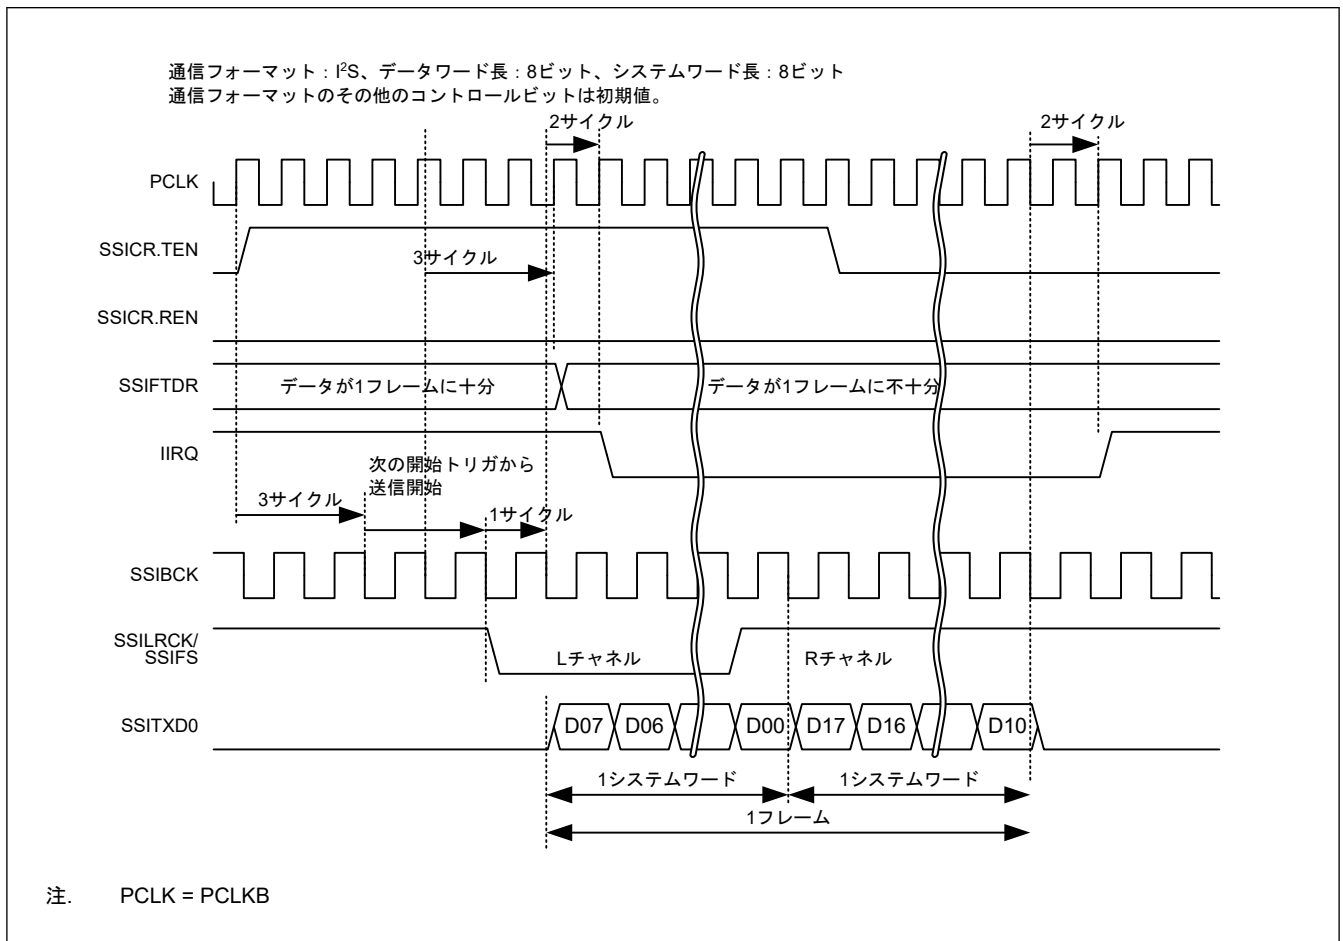 通信フォーマット：I²S、データワード長：8ビット、システムワード長：8ビット
通信フォーマットのその他のコントロールビットは初期値。
2サイクル
2サイクル
PCLK
SSICR.TEN
3サイクル
SSICR.REN
SSIFTDR
データが1フレームに十分
データが1フレームに不十分
IIRQ
次の開始トリガから
送信開始
3サイクル
1サイクル
SSIBCK
SSILRCK/
SSIFS
Lチャネル
Rチャネル
SSITXD0
D07
D06
D00
D17
D16
D10
1システムワード
1システムワード
1フレーム
注. PCLK = PCLKB